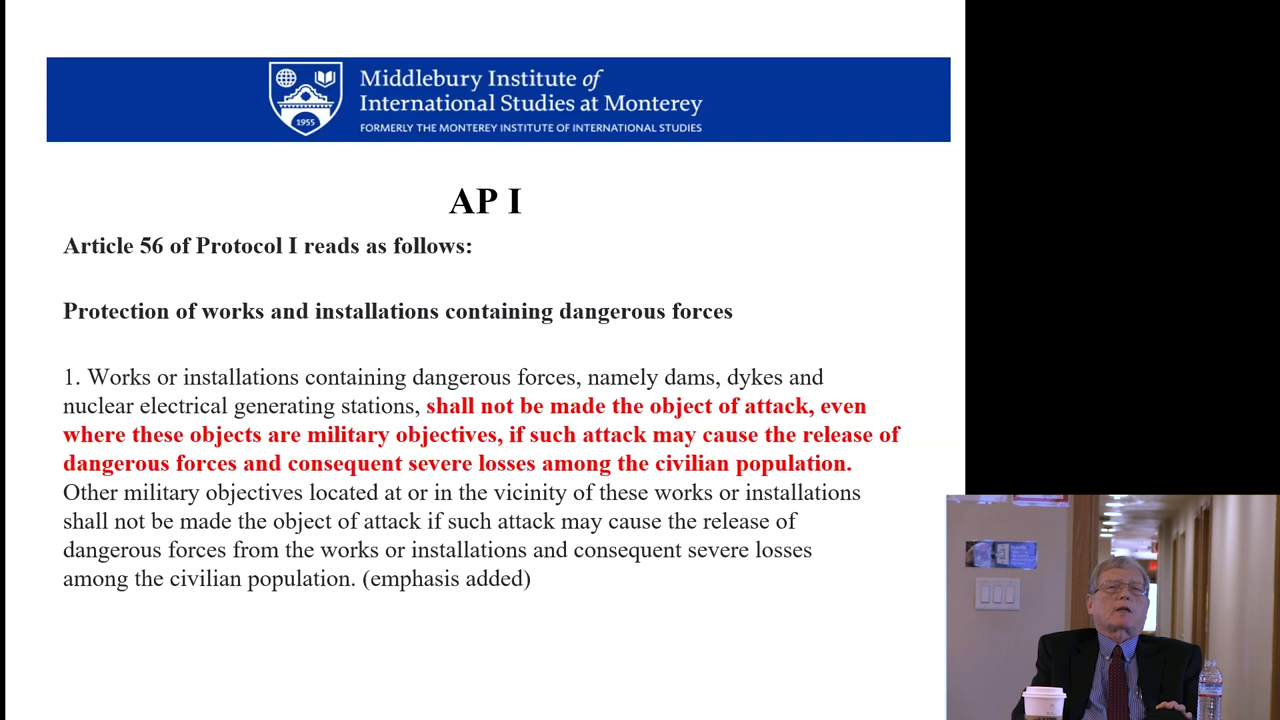 Middlebury Institute of
International Studies at Monterey
FORMERLY THE MONTEREY INSTITUTE OF INTERNATIONAL STUDIES
1955
AP I
Article 56 of Protocol I reads as follows:
Protection of works and installations containing dangerous forces
1. Works or installations containing dangerous forces, namely dams, dykes and
nuclear electrical generating stations, shall not be made the object of attack, even
where these objects are military objectives, if such attack may cause the release of
dangerous forces and consequent severe losses among the civilian population.
Other military objectives located at or in the vicinity of these works or installations
shall not be made the object of attack if such attack may cause the release of
dangerous forces from the works or installations and consequent severe losses
among the civilian population. (emphasis added)